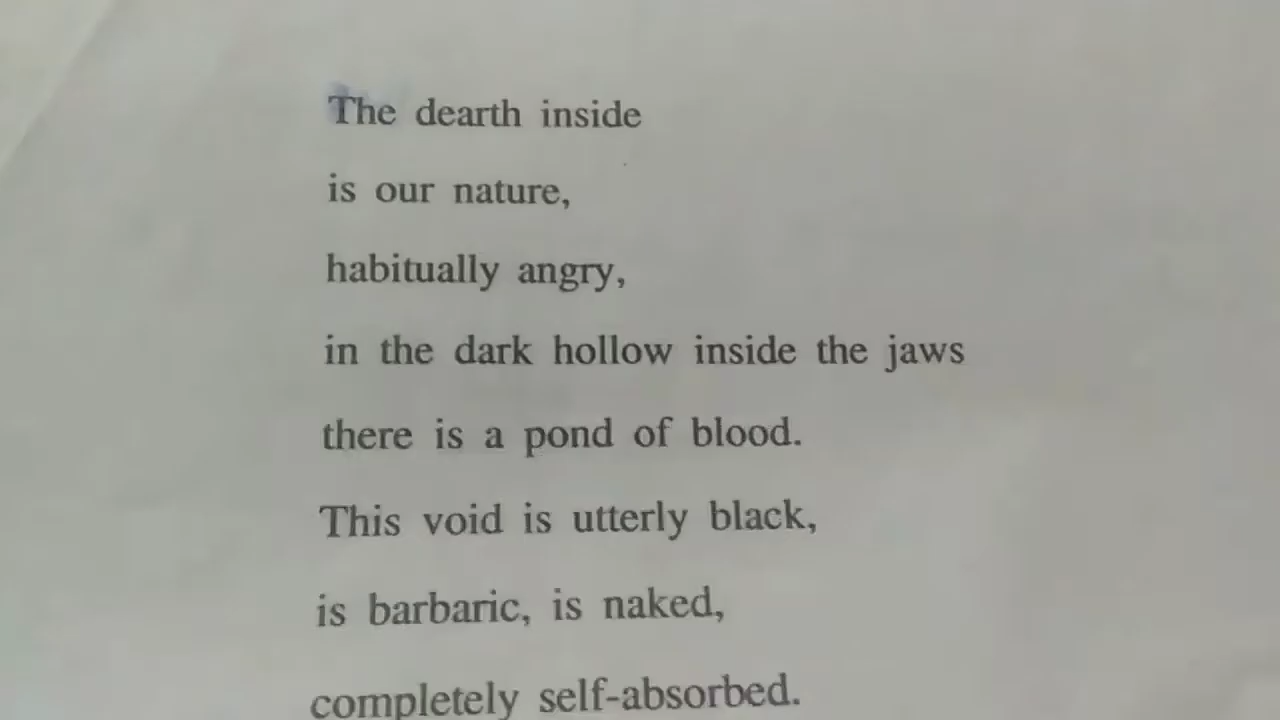 The dearth inside
is our nature,
habitually angry,
in the dark hollow inside the jaws
there is a pond of blood.
This void is utterly black,
is barbaric, is naked,
completely self-absorbed.